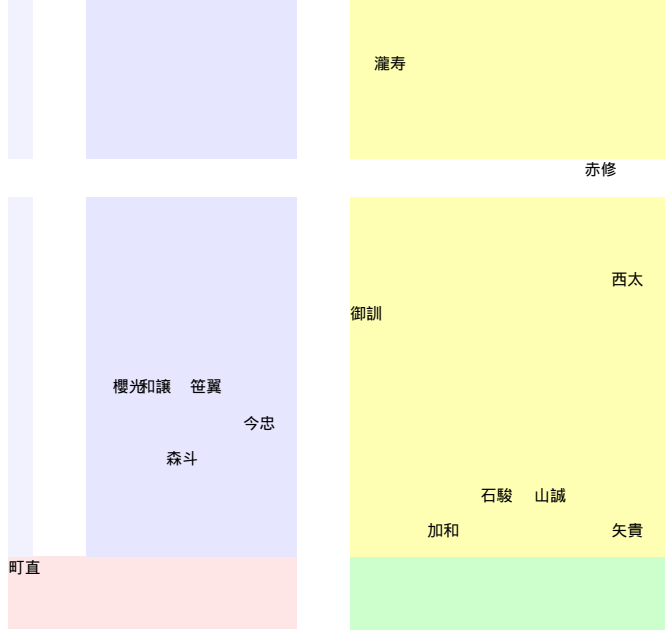 瀧寿
赤修
西太
御訓
櫻光和譲 笹翼
今忠
森斗
石駿 山誠
加和 矢貴
町直